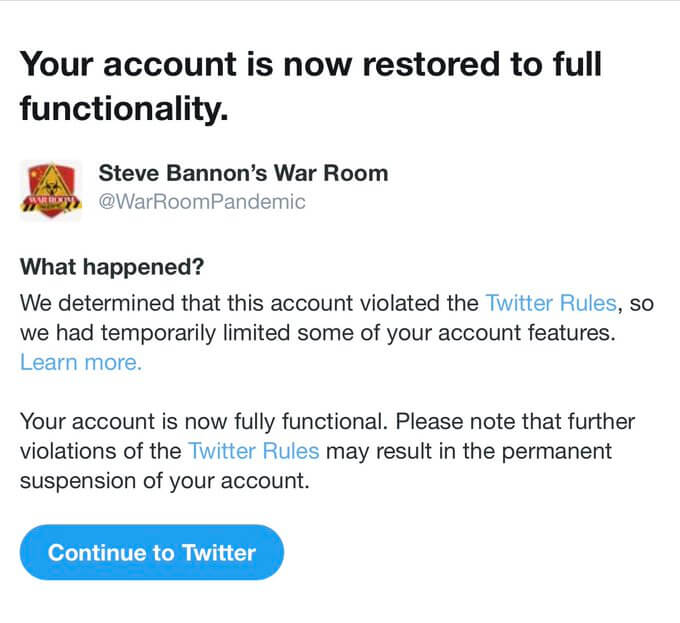 Your account is now restored to full
functionality.
WAR ROOM
Steve Bannon’s War Room
@WarRoomPandemic
What happened?
We determined that this account violated the Twitter Rules, so
we had temporarily limited some of your account features.
Learn more.
Your account is now fully functional. Please note that further
violations of the Twitter Rules may result in the permanent
suspension of your account.
Continue to Twitter